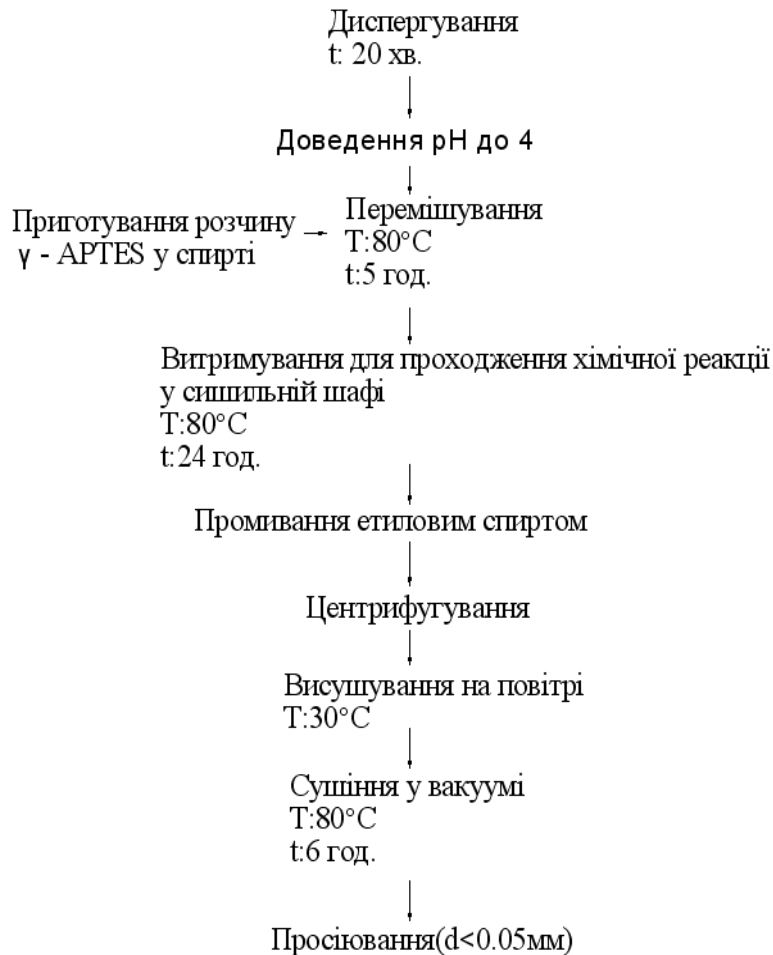 Диспергування
t: 20 хв.
Доведення pH до 4
Приготування розчину
γ - APTES у спирті
Перемішування
T:80°C
t:5 год.
Витримування для проходження хімічної реакції
у сишильній шафі
T:80°C
t:24 год.
Промивання етиловим спиртом
Центрифугування
Висушування на повітрі
T:30°C
Сушіння у вакуумі
T:80°C
t:6 год.
Просіювання(d<0.05мм)